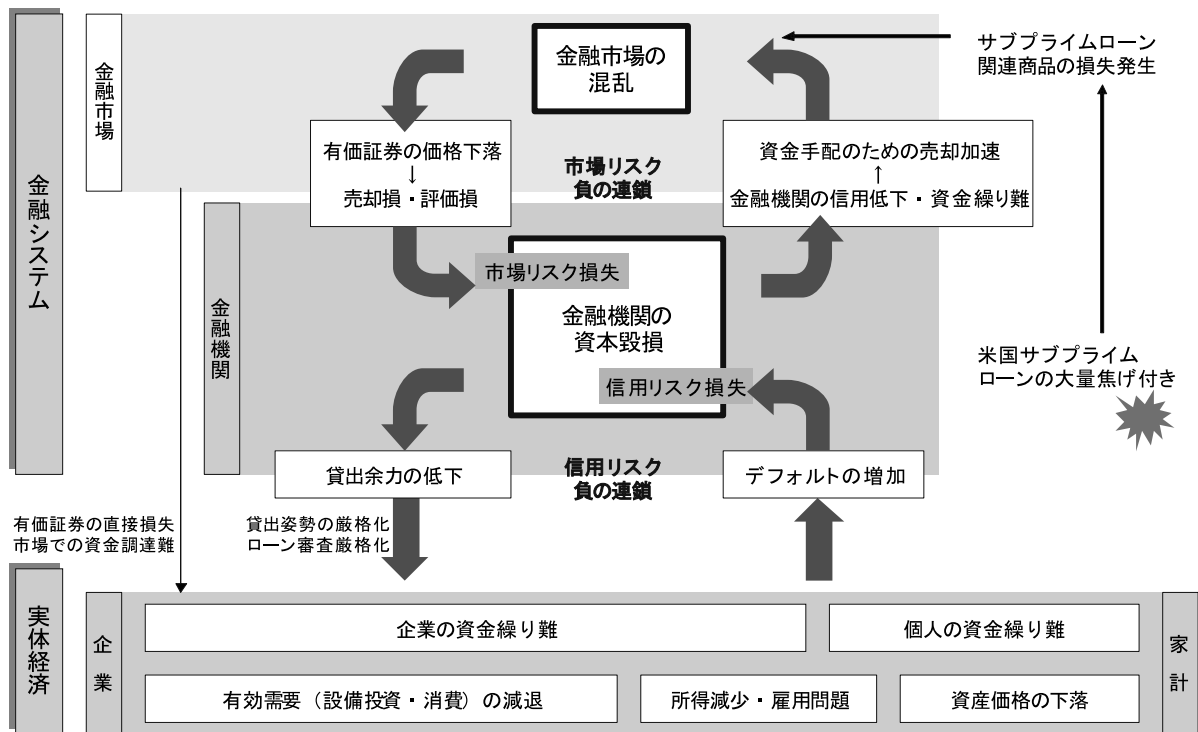 金融システム
金融市場
金融市場の
混乱
サブプライムローン
関連商品の損失発生
有価証券の価格下落
↓
売却損・評価損
市場リスク
負の連鎖
資金手配のための売却加速
↑
金融機関の信用低下・資金繰り難
金融機関
市場リスク損失
金融機関の
資本毀損
信用リスク損失
米国サブプライム
ローンの大量焦げ付き
貸出余力の低下
信用リスク
負の連鎖
デフォルトの増加
有価証券の直接損失
市場での資金調達難
貸出姿勢の厳格化
ローン審査厳格化
実体経済
企業
企業の資金繰り難
個人の資金繰り難
家計
有効需要（設備投資・消費）の減退
所得減少・雇用問題
資産価格の下落